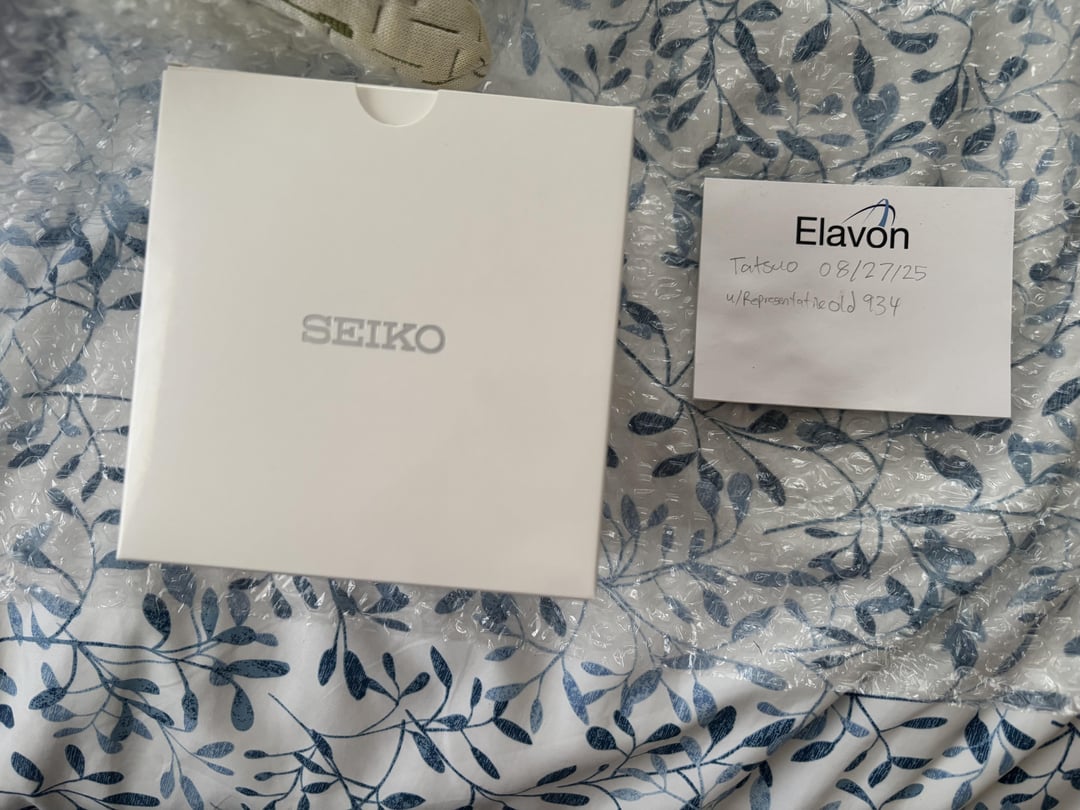 SEIKO
Elavon
Tatsuo 08/27/25
u/Representativeold934